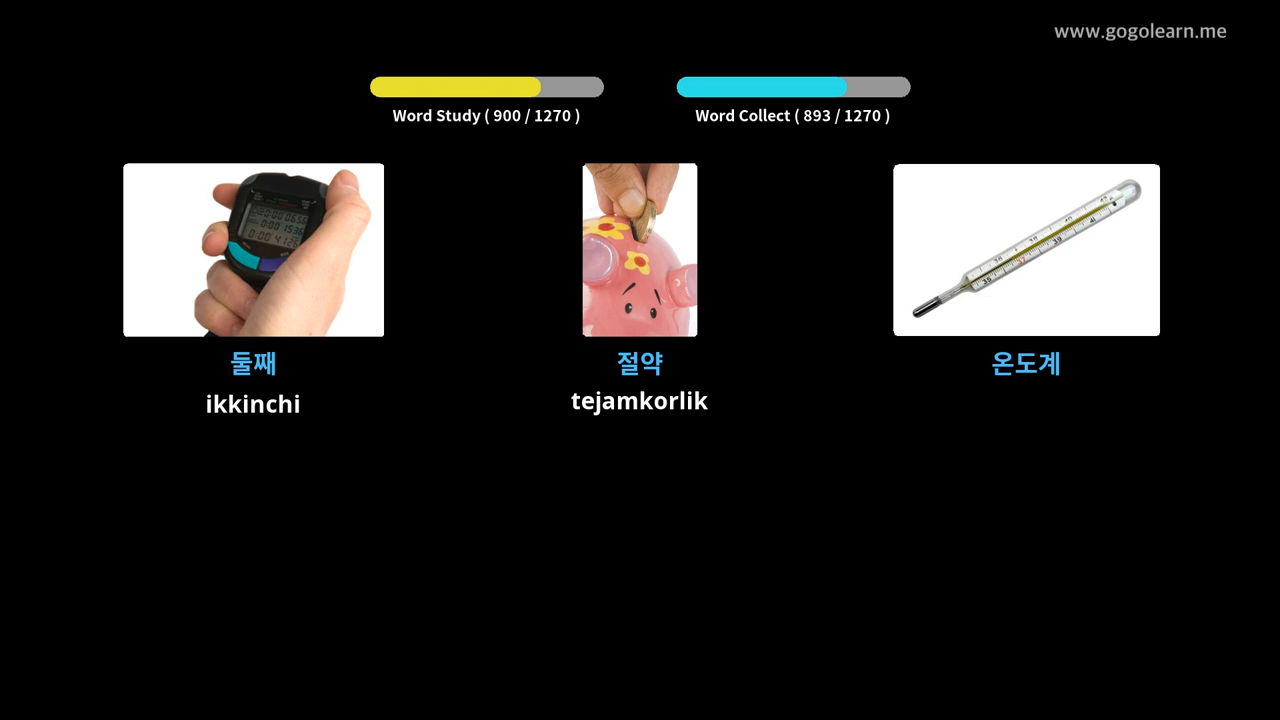 www.gogolearn.me
Word Study ( 900 / 1270 )
Word Collect ( 893 / 1270 )
둘째
절약
온도계
ikkinchi
tejamkorlik